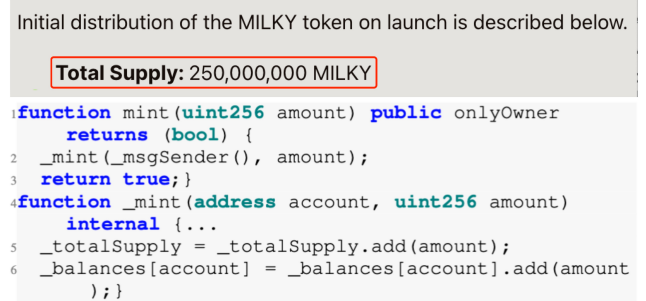 Initial distribution of the MILKY token on launch is described below.
Total Supply: 250,000,000 MILKY
1function mint(uint256 amount) public onlyOwner
returns (bool) {
2 _mint(_msgSender(), amount);
3 return true;}
4function _mint(address account, uint256 amount)
internal {...
5 _totalSupply = _totalSupply.add(amount);
6 _balances[account] = _balances[account].add(amount
);}